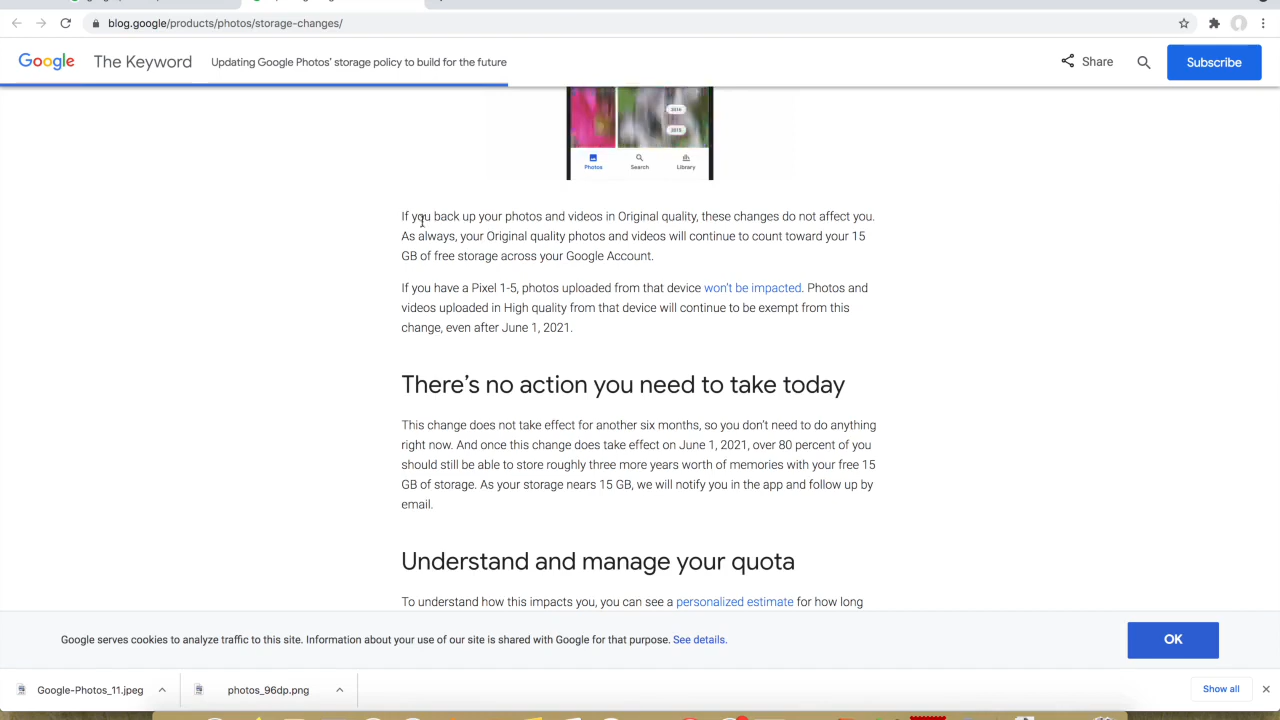 blog.google/products/photos/storage-changes/
Google The Keyword Updating Google Photos' storage policy to build for the future Share Subscribe
2016
2015
Photos Search Library
If you back up your photos and videos in Original quality, these changes do not affect you.
As always, your Original quality photos and videos will continue to count toward your 15
GB of free storage across your Google Account.
If you have a Pixel 1-5, photos uploaded from that device won't be impacted. Photos and
videos uploaded in High quality from that device will continue to be exempt from this
change, even after June 1, 2021.
There's no action you need to take today
This change does not take effect for another six months, so you don't need to do anything
right now. And once this change does take effect on June 1, 2021, over 80 percent of you
should still be able to store roughly three more years worth of memories with your free 15
GB of storage. As your storage nears 15 GB, we will notify you in the app and follow up by
email.
Understand and manage your quota
To understand how this impacts you, you can see a personalized estimate for how long
Google serves cookies to analyze traffic to this site. Information about your use of our site is shared with Google for that purpose. See details. OK
Google-Photos_11.jpeg photos_96dp.png Show all